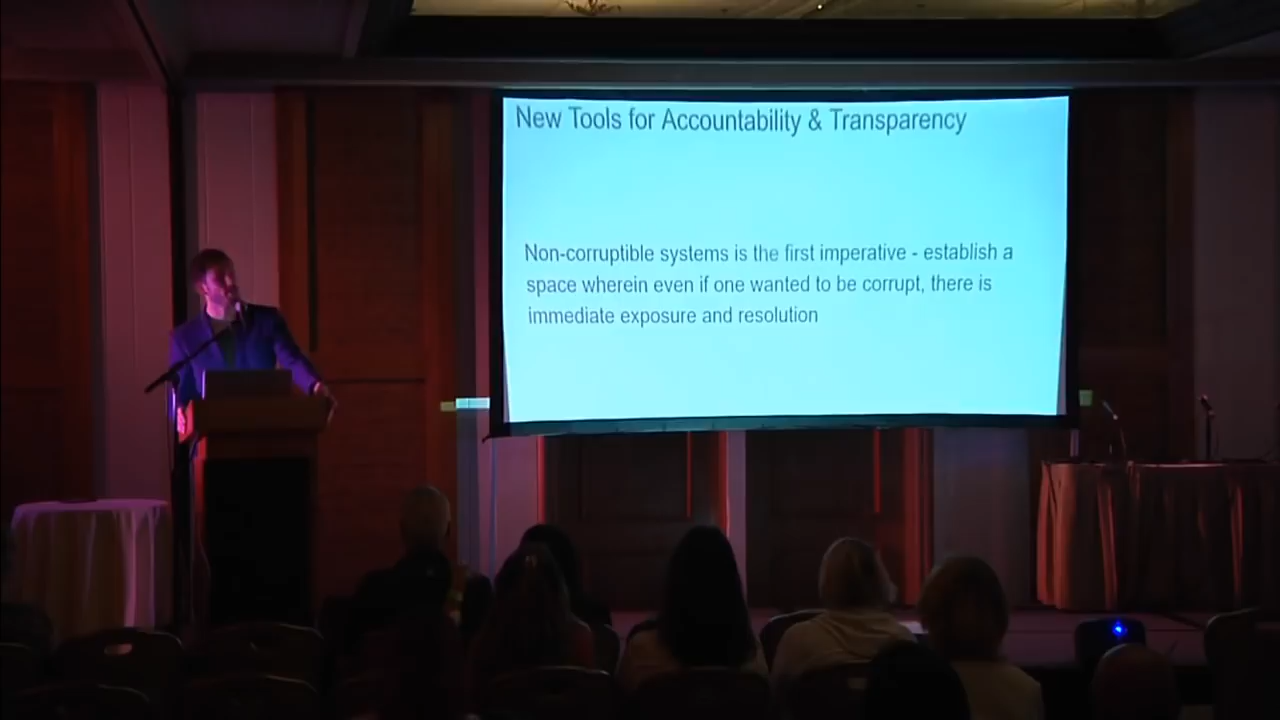 New Tools for Accountability & Transparency
Non-corruptible systems is the first imperative - establish a
space wherein even if one wanted to be corrupt, there is
immediate exposure and resolution